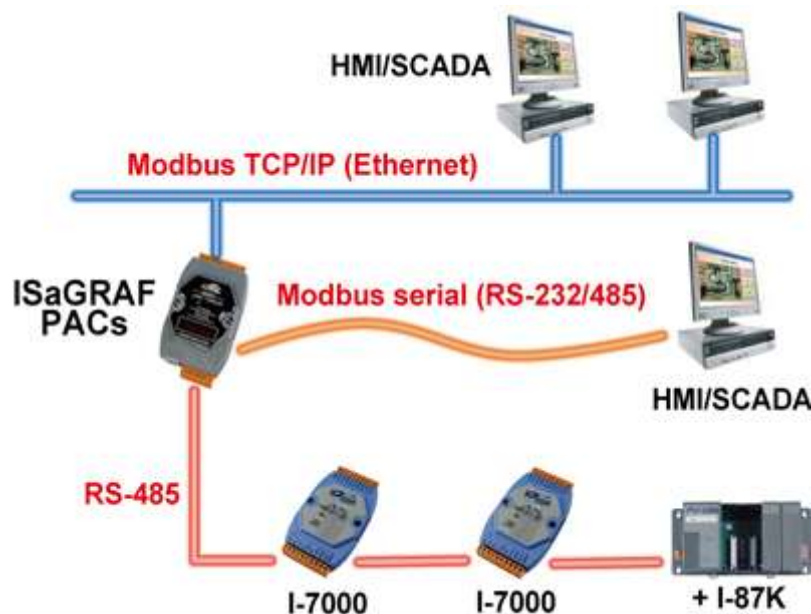 HMI/SCADA
Modbus TCP/IP (Ethernet)
ISaGRAF
PACs
Modbus serial (RS-232/485)
HMI/SCADA
RS-485
I-7000
I-7000
+ I-87K